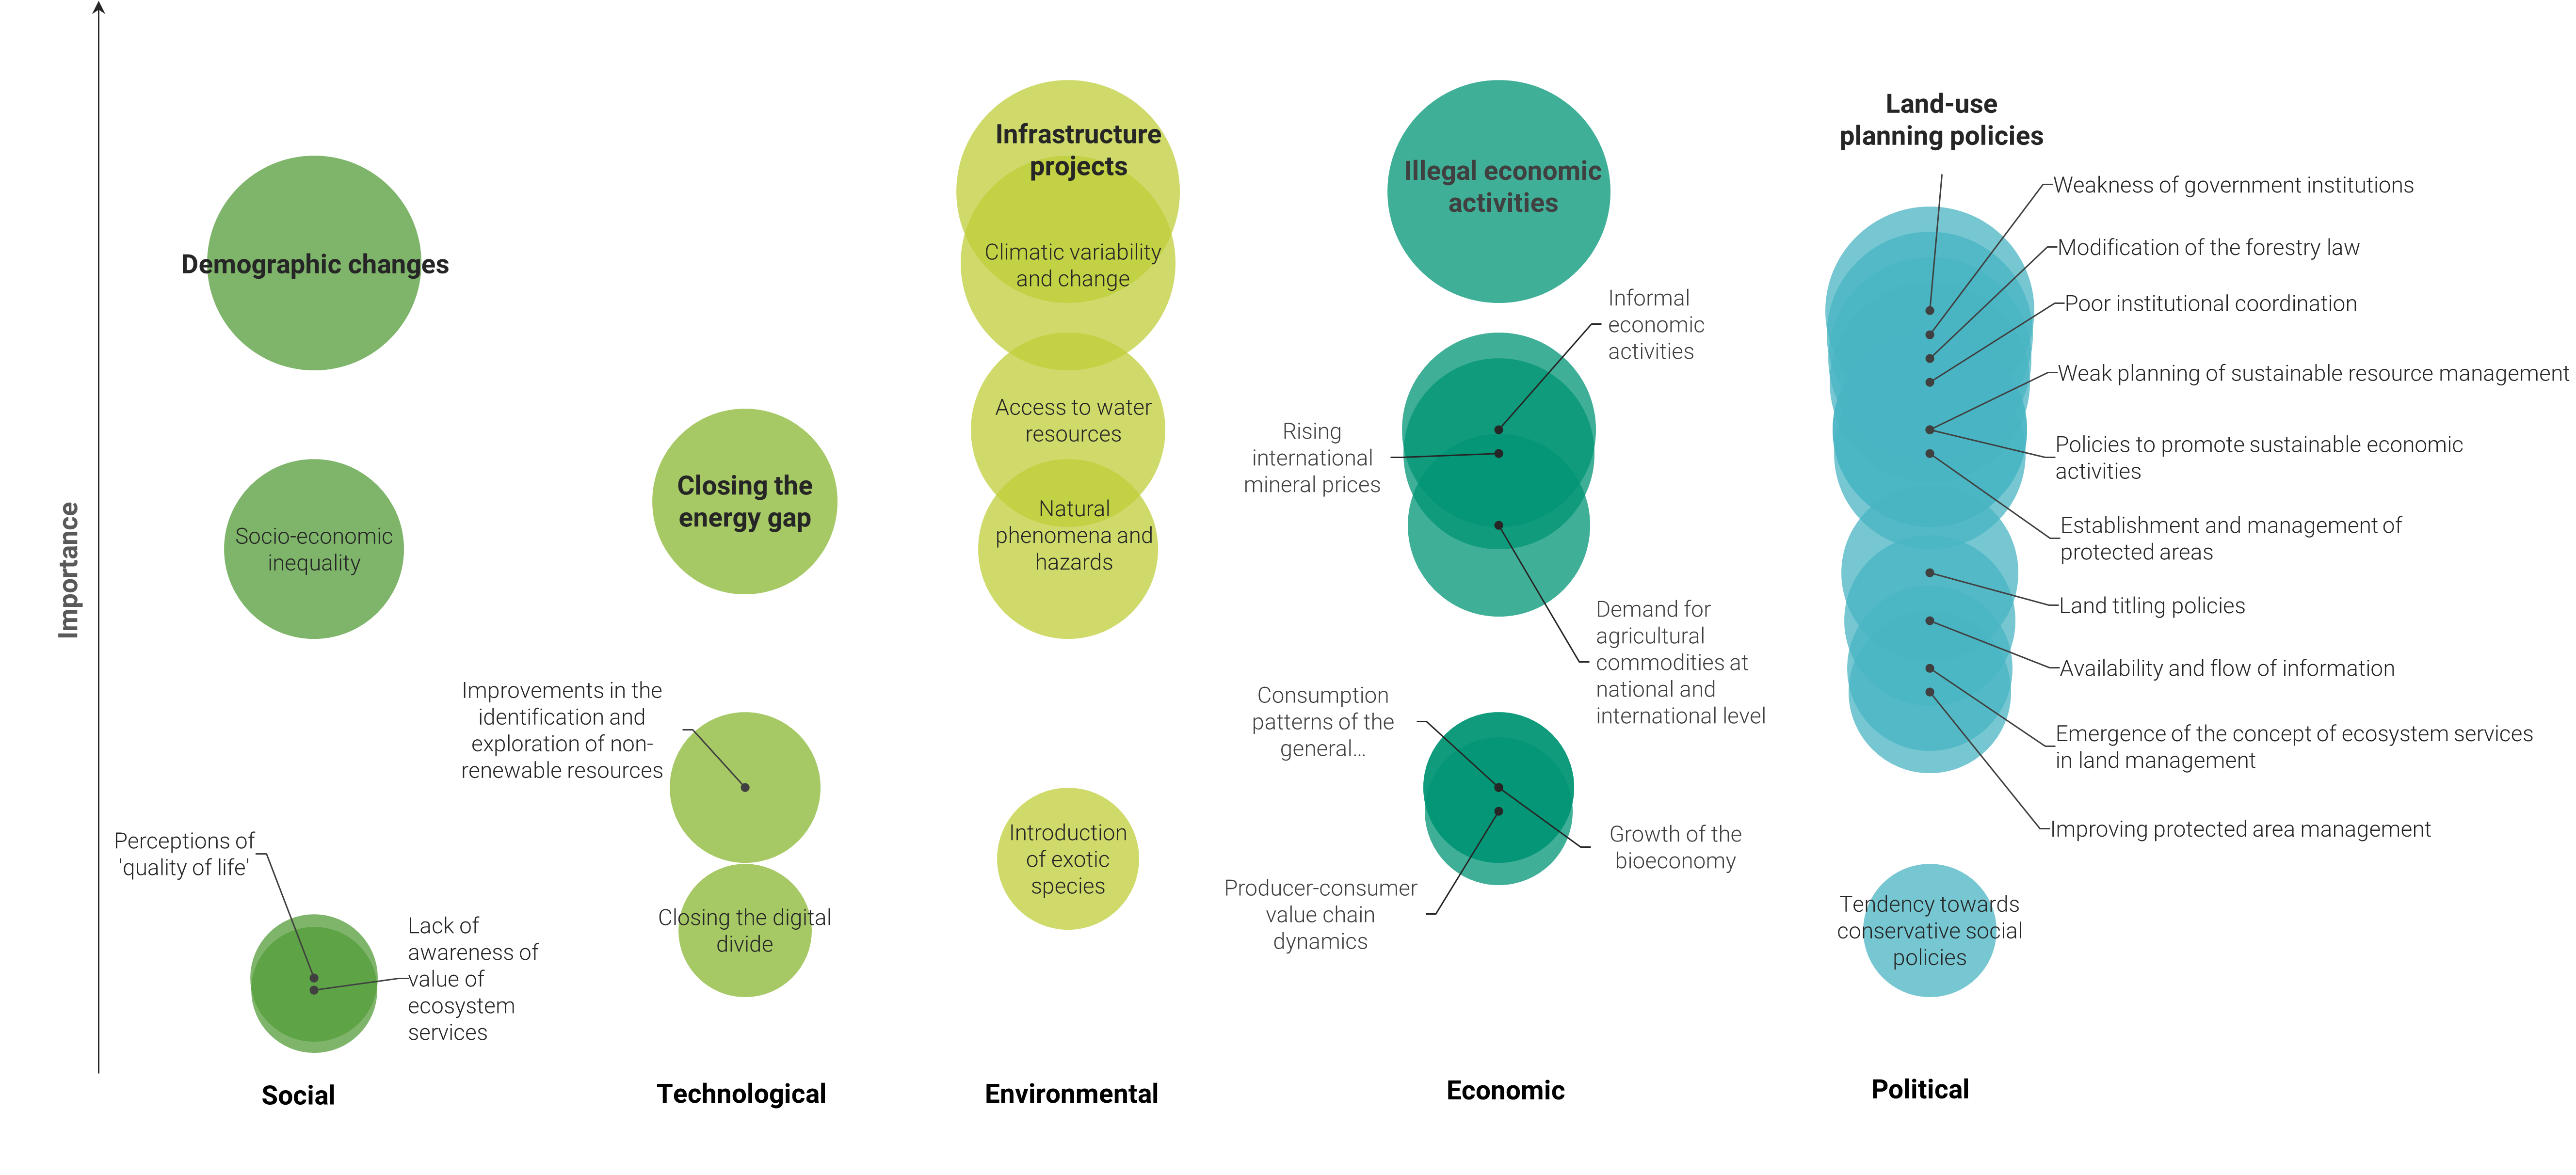 Importance
Demographic changes
Socio-economic
inequality
Perceptions of
'quality of life'
Lack of
awareness of
value of
ecosystem
services
Social
Closing the
energy gap
Improvements in the
identification and
exploration of non-
renewable resources
Closing the digital
divide
Technological
Infrastructure
projects
Climatic variability
and change
Access to water
resources
Natural
phenomena and
hazards
Introduction
of exotic
species
Environmental
Illegal economic
activities
Informal
economic
activities
Rising
international
mineral prices
Demand for
agricultural
commodities at
national and
international level
Consumption
patterns of the
general...
Growth of the
bioeconomy
Producer-consumer
value chain
dynamics
Economic
Land-use
planning policies
Weakness of government institutions
Modification of the forestry law
Poor institutional coordination
Weak planning of sustainable resource management
Policies to promote sustainable economic
activities
Establishment and management of
protected areas
Land titling policies
Availability and flow of information
Emergence of the concept of ecosystem services
in land management
Improving protected area management
Tendency towards
conservative social
policies
Political